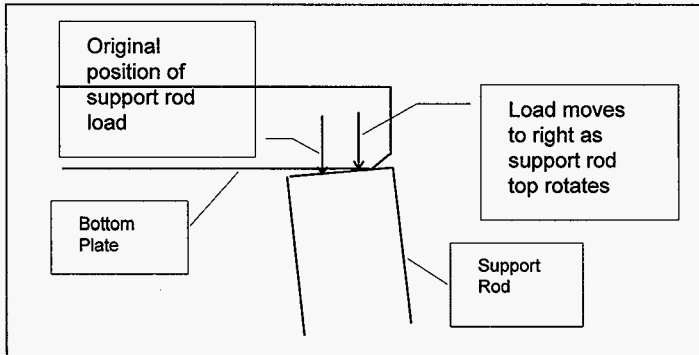 Original
position of
support rod
load
Load moves
to right as
support rod
top rotates
Bottom
Plate
Support
Rod